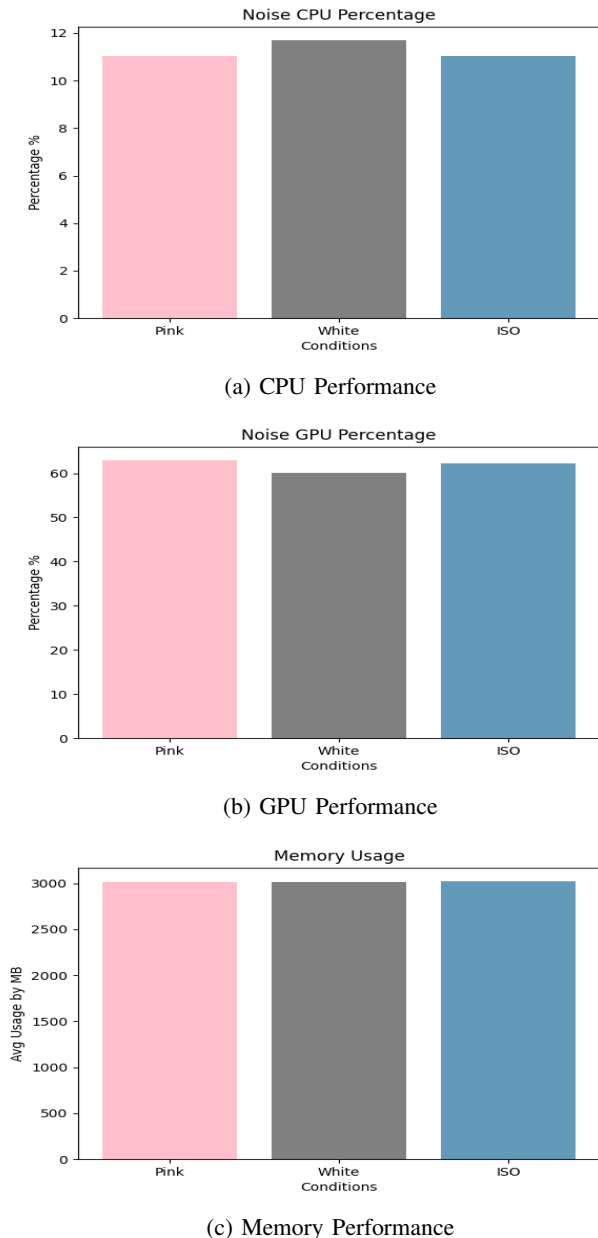 Noise CPU Percentage
12
10
8
6
4
2
0
Percentage %
Pink White ISO
Conditions
(a) CPU Performance
Noise GPU Percentage
60
50
40
30
20
10
0
Percentage %
Pink White ISO
Conditions
(b) GPU Performance
Memory Usage
3000
2500
2000
1500
1000
500
0
Avg Usage by MB
Pink White ISO
Conditions
(c) Memory Performance